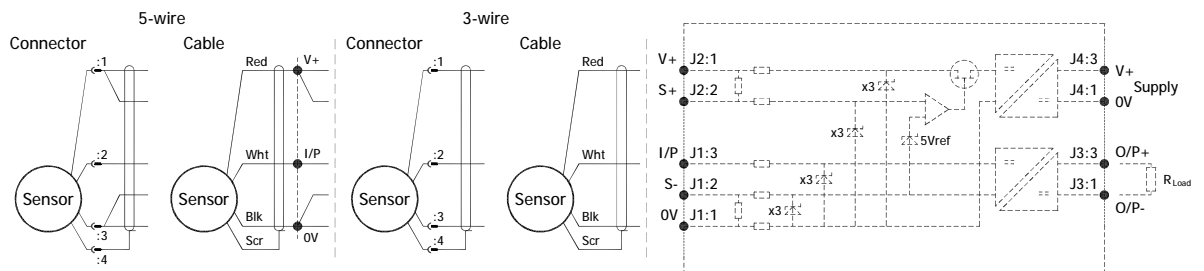 5-wire
Connector
Cable
:1
:2
:3
:4
Sensor
Red
Wht
Blk
Scr
Sensor
V+
I/P
0V
3-wire
Connector
Cable
:1
:2
:3
:4
Sensor
Red
Wht
Blk
Scr
Sensor
V+ J2:1
S+ J2:2
I/P J1:3
S- J1:2
0V J1:1
x3
x3
x3
x3
5Vref
J4:3 V+
Supply
J4:1 0V
J3:3 O/P+
J3:1 O/P-
RLoad